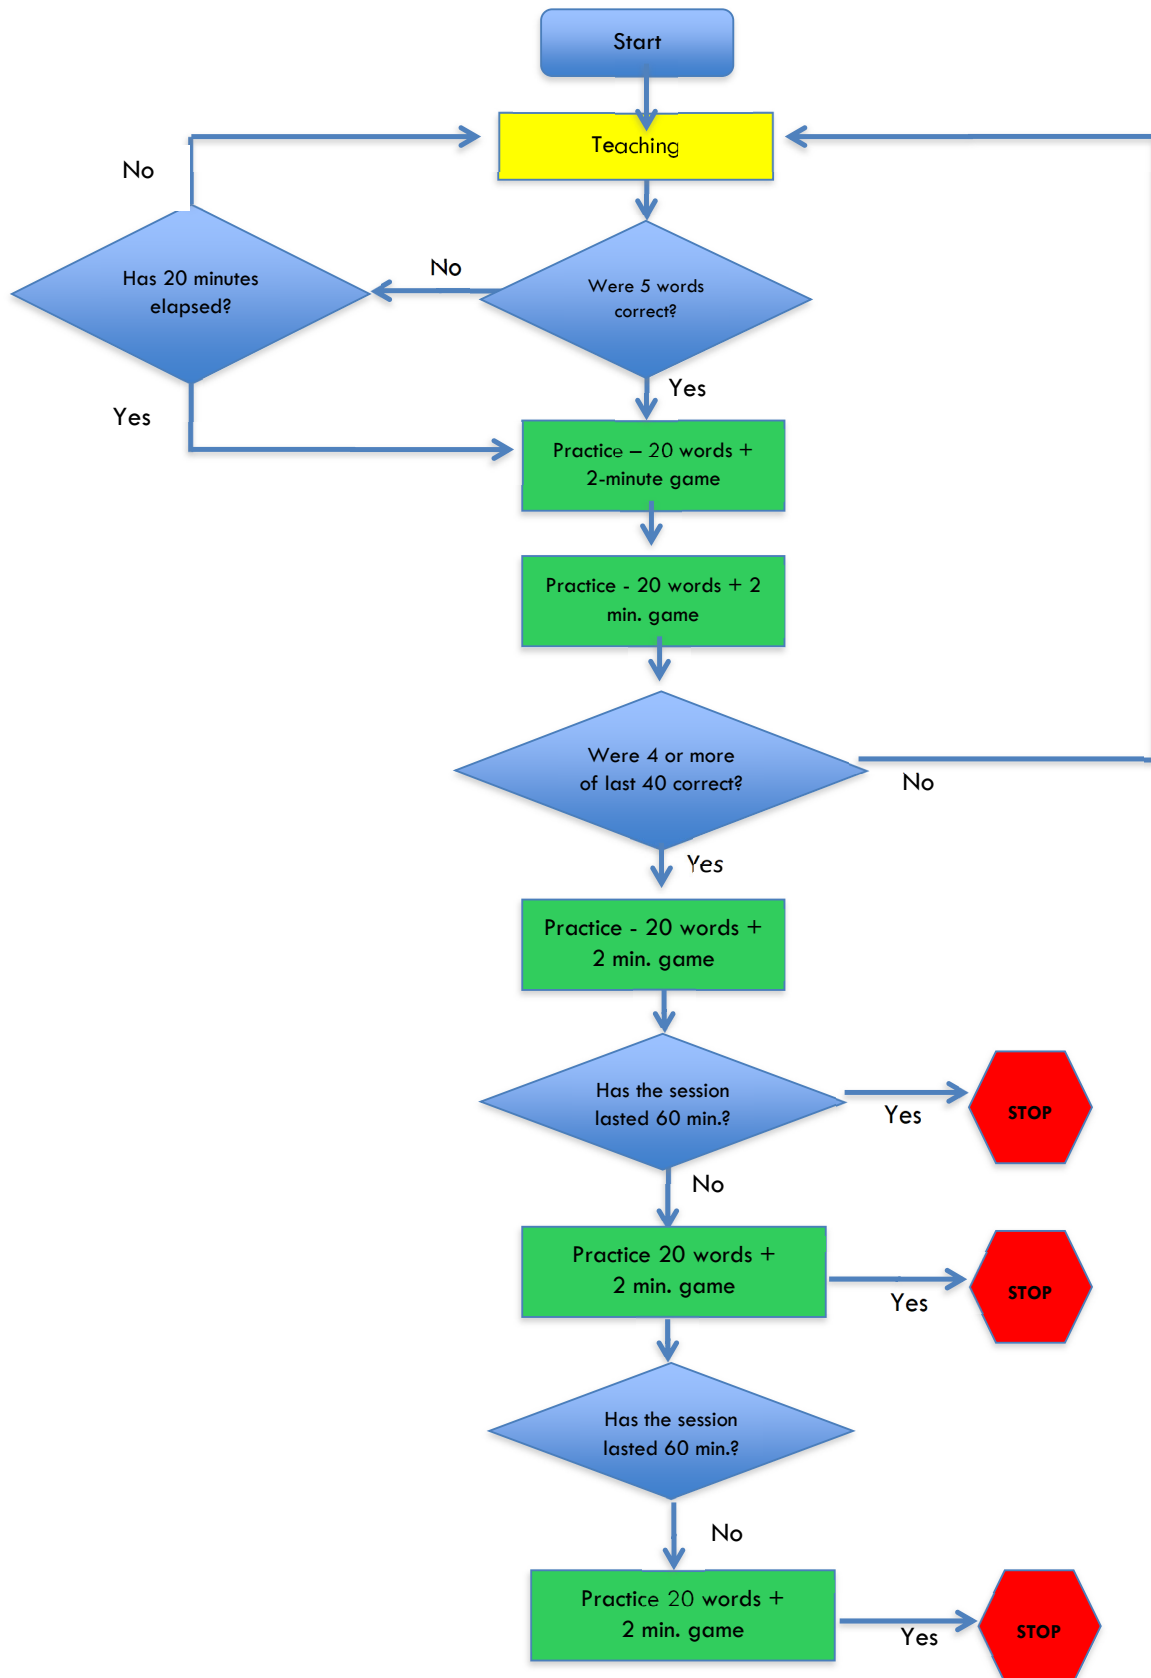 Start
Teaching
No
Has 20 minutes
elapsed?
No
Were 5 words
correct?
Yes
Yes
Practice – 20 words +
2-minute game
Practice - 20 words + 2
min. game
Were 4 or more
of last 40 correct?
No
Yes
Practice - 20 words +
2 min. game
Has the session
lasted 60 min.?
Yes
STOP
No
Practice 20 words +
2 min. game
Yes
STOP
Has the session
lasted 60 min.?
No
Practice 20 words +
2 min. game
Yes
STOP